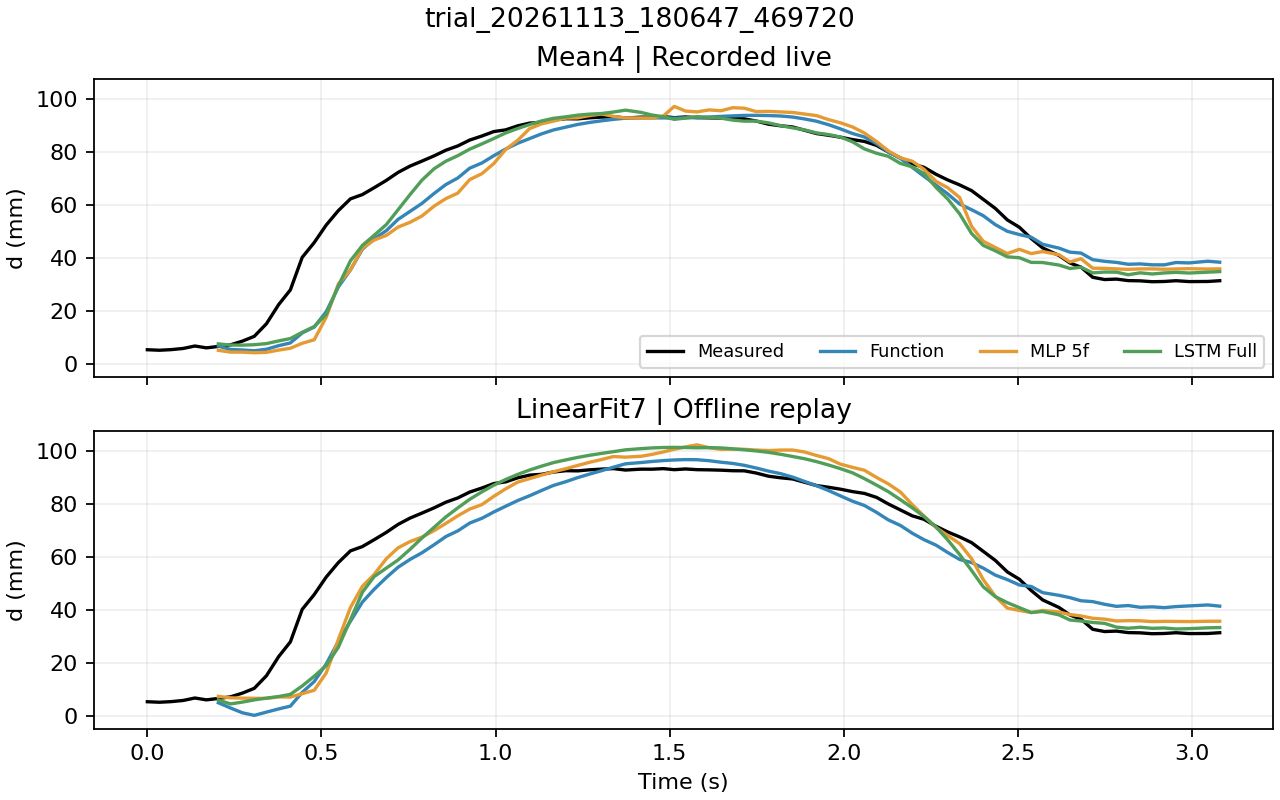 trial_20261113_180647_469720
Mean4 | Recorded live
100
80
60
40
20
0
d (mm)
Measured Function MLP 5f LSTM Full
LinearFit7 | Offline replay
100
80
60
40
20
0
d (mm)
0.0 0.5 1.0 1.5 2.0 2.5 3.0
Time (s)